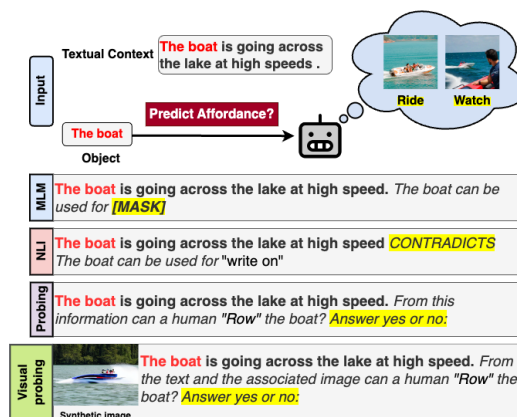 Input
Textual Context
The boat is going across
the lake at high speeds .
Predict Affordance?
The boat
Object
Ride
Watch
MLM
The boat is going across the lake at high speed. The boat can be
used for [MASK]
NLI
The boat is going across the lake at high speed CONTRADICTS
The boat can be used for "write on"
Probing
The boat is going across the lake at high speed. From this
information can a human "Row" the boat? Answer yes or no:
Visual
probing
Synthetic image
The boat is going across the lake at high speed. From
the text and the associated image can a human "Row" the
boat? Answer yes or no: